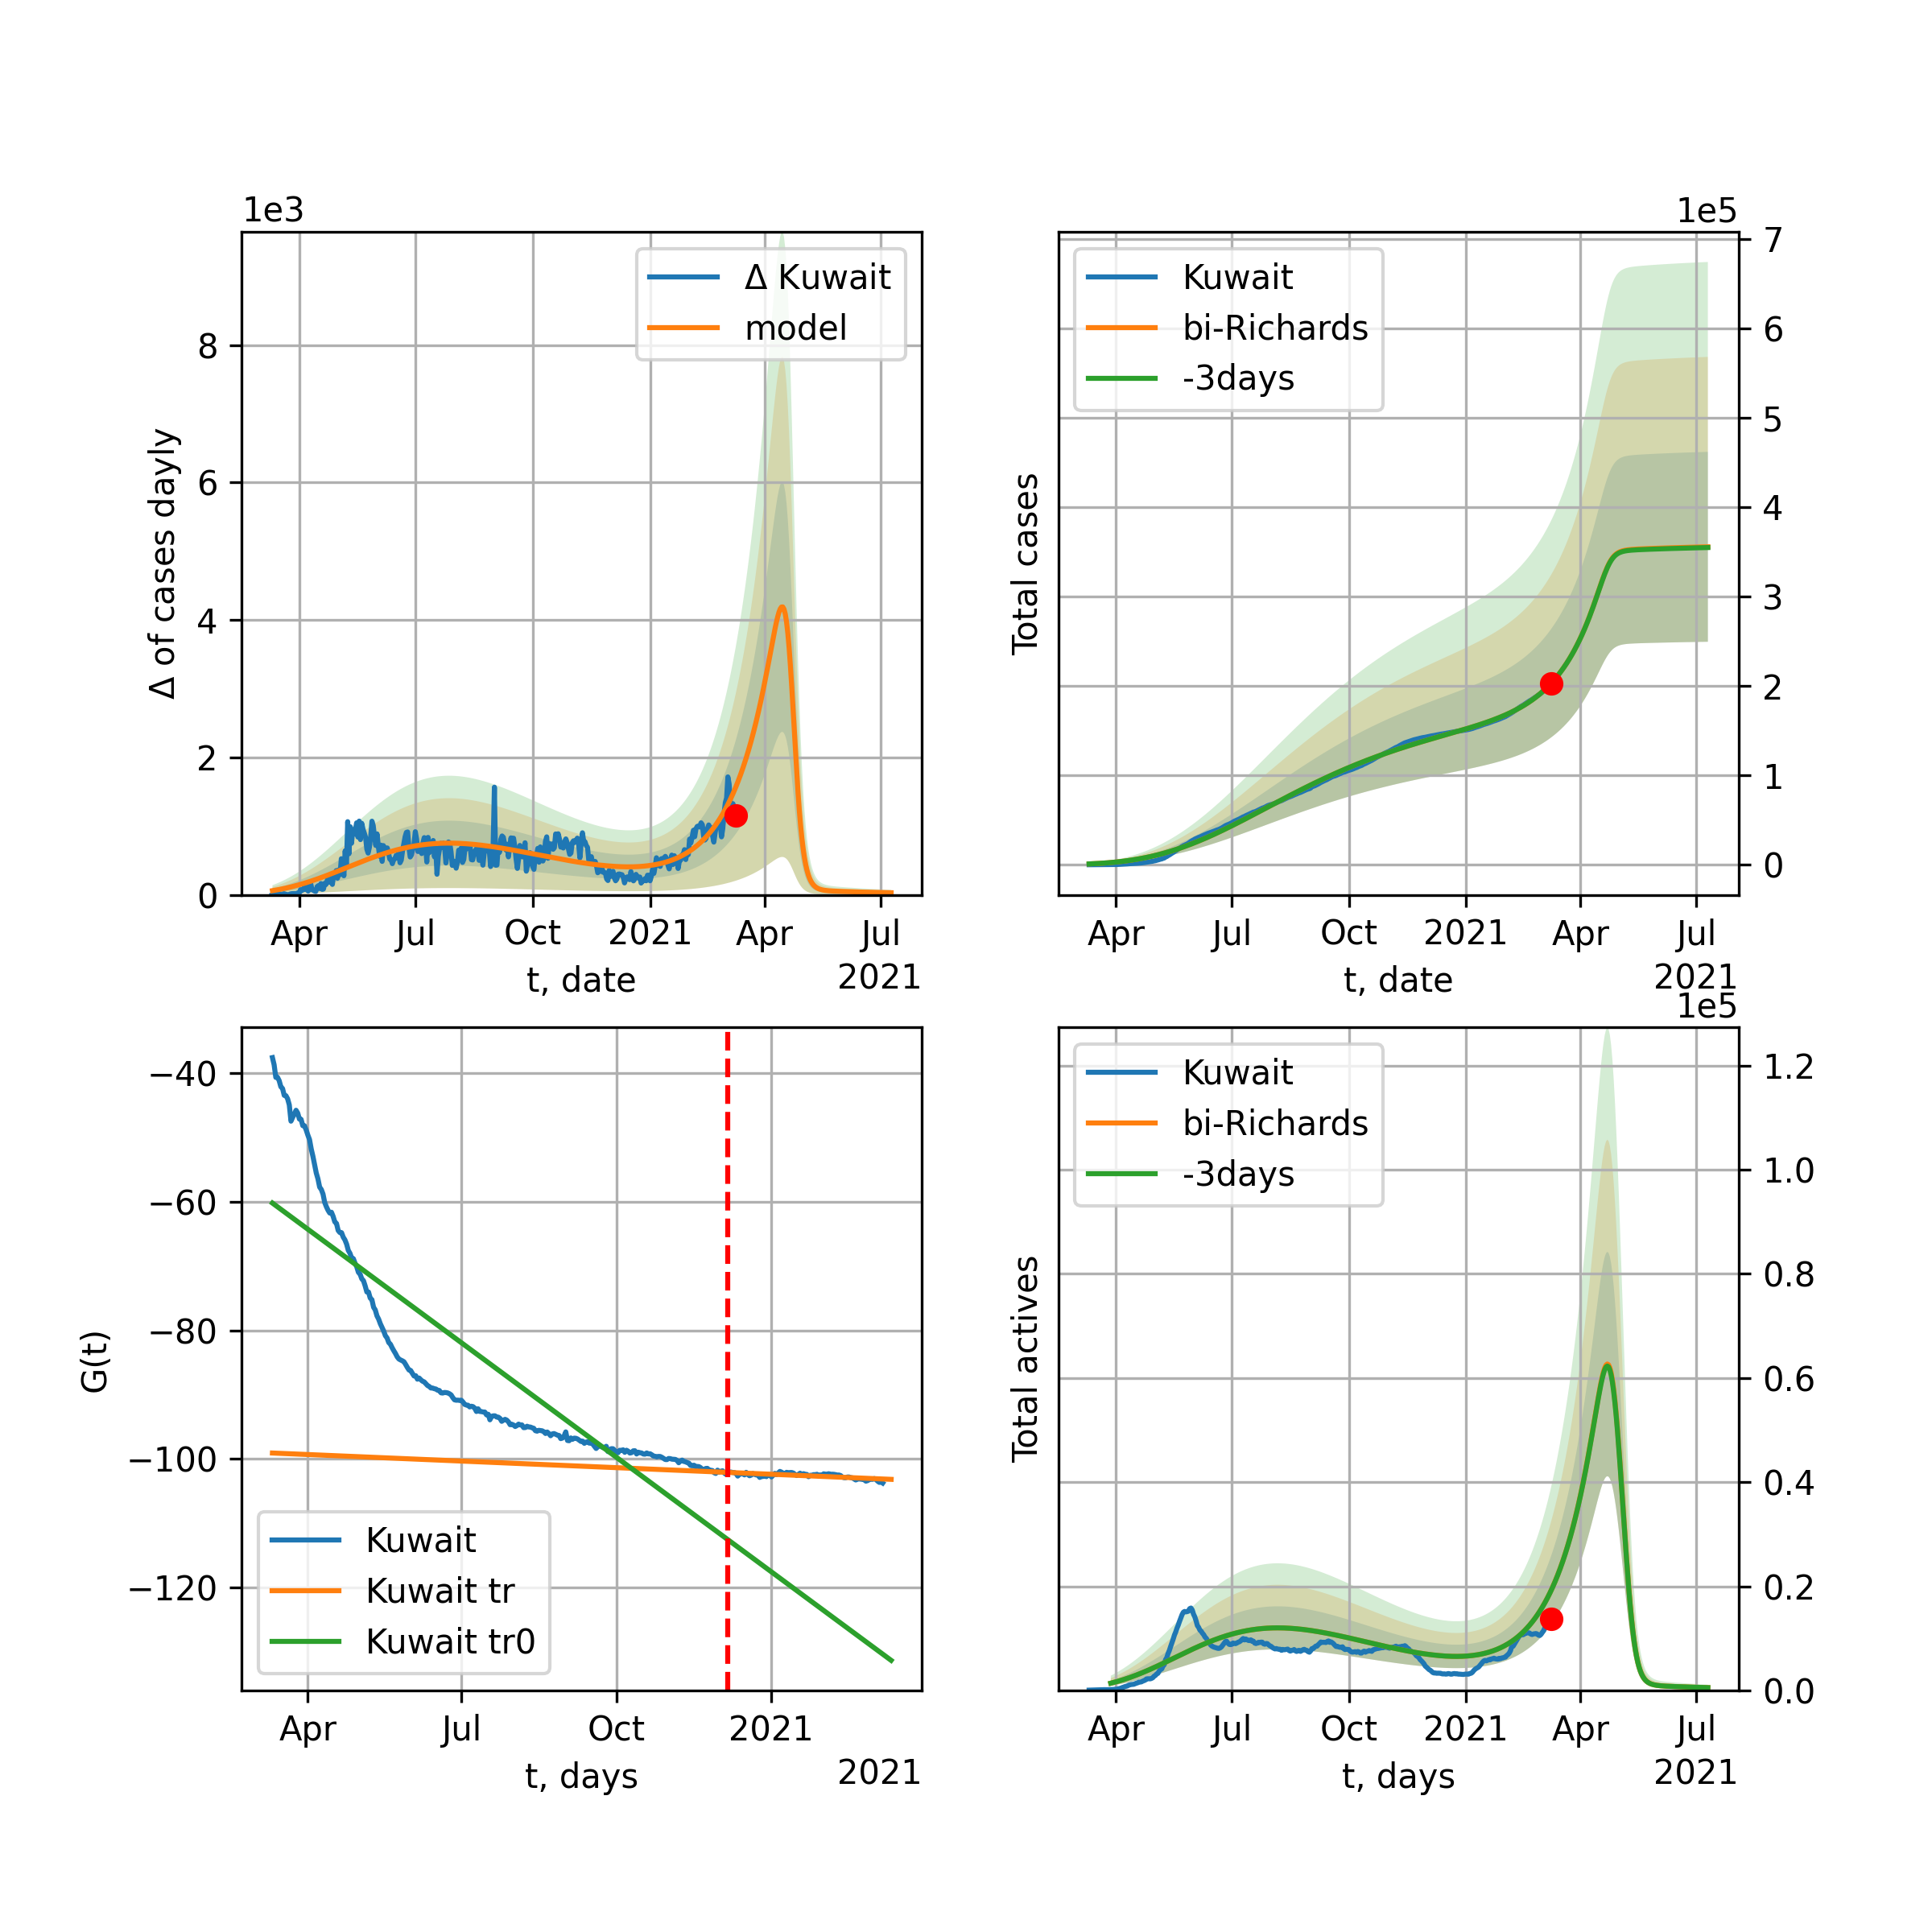 1e3
Δ Kuwait
model
8
6
4
2
0
Δ of cases dayly
Apr
Jul
Oct
2021
Apr
Jul
t, date
2021
1e5
Kuwait
bi-Richards
-3days
7
6
5
4
3
2
1
0
Total cases
Apr
Jul
Oct
2021
Apr
Jul
t, date
2021
−40
−60
−80
−100
−120
G(t)
Kuwait
Kuwait tr
Kuwait tr0
Apr
Jul
Oct
2021
t, days
2021
1e5
Kuwait
bi-Richards
-3days
1.2
1.0
0.8
0.6
0.4
0.2
0.0
Total actives
Apr
Jul
Oct
2021
Apr
Jul
t, days
2021